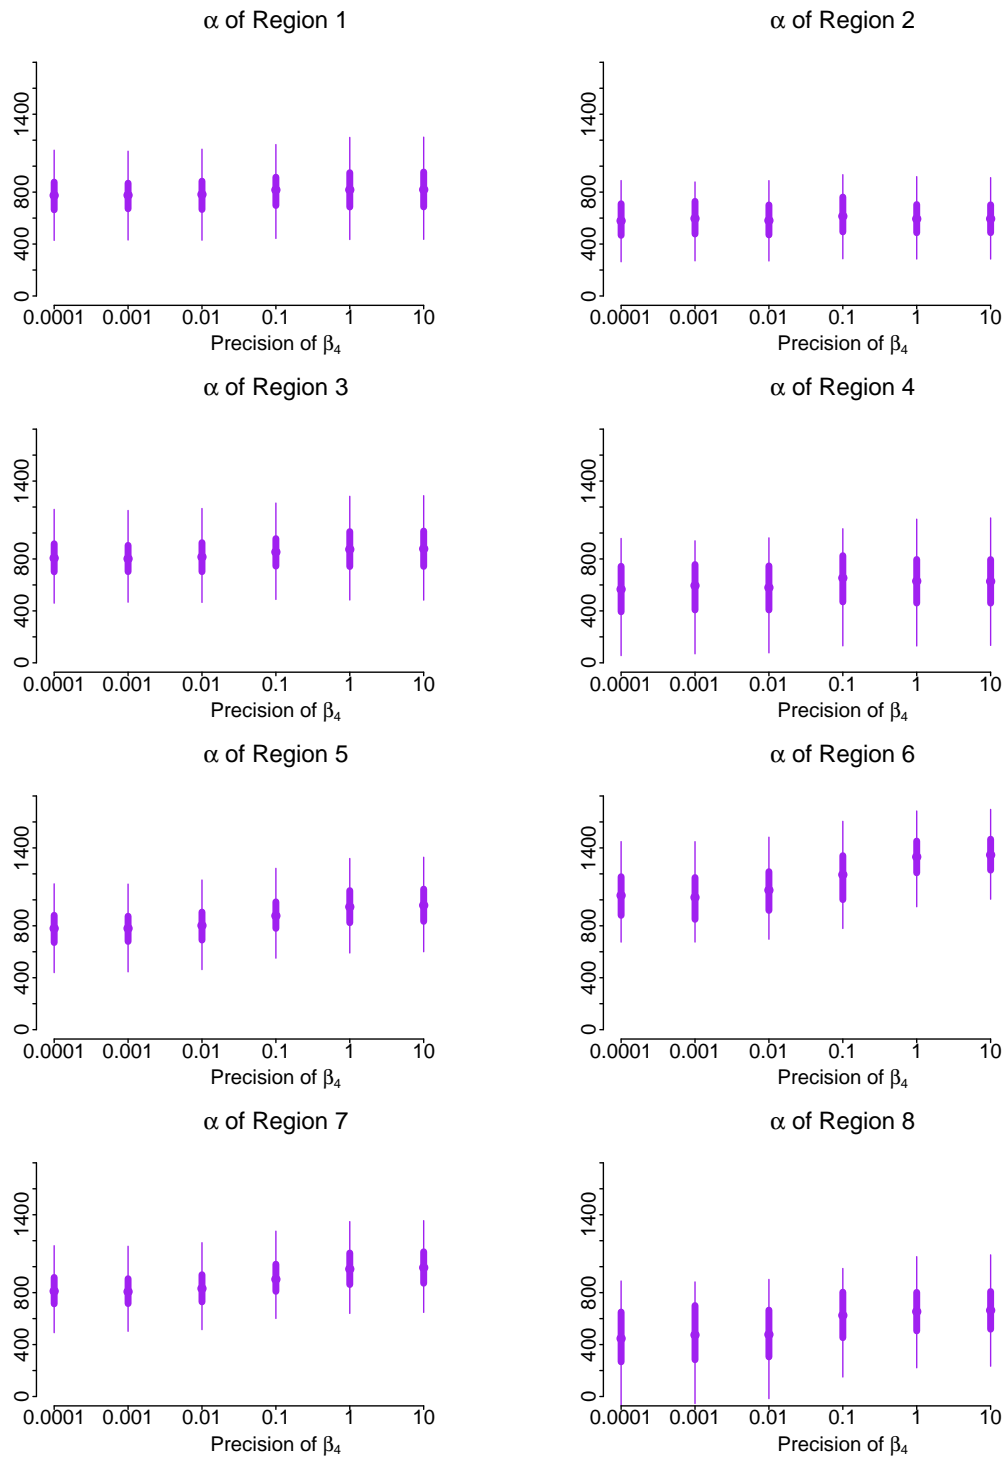 α of Region 1
α of Region 2
0 400 800 1400
0 400 800 1400
0.0001 0.001 0.01 0.1 1 10
0.0001 0.001 0.01 0.1 1 10
Precision of β₄
Precision of β₄
α of Region 3
α of Region 4
0 400 800 1400
0 400 800 1400
0.0001 0.001 0.01 0.1 1 10
0.0001 0.001 0.01 0.1 1 10
Precision of β₄
Precision of β₄
α of Region 5
α of Region 6
0 400 800 1400
0 400 800 1400
0.0001 0.001 0.01 0.1 1 10
0.0001 0.001 0.01 0.1 1 10
Precision of β₄
Precision of β₄
α of Region 7
α of Region 8
0 400 800 1400
0 400 800 1400
0.0001 0.001 0.01 0.1 1 10
0.0001 0.001 0.01 0.1 1 10
Precision of β₄
Precision of β₄